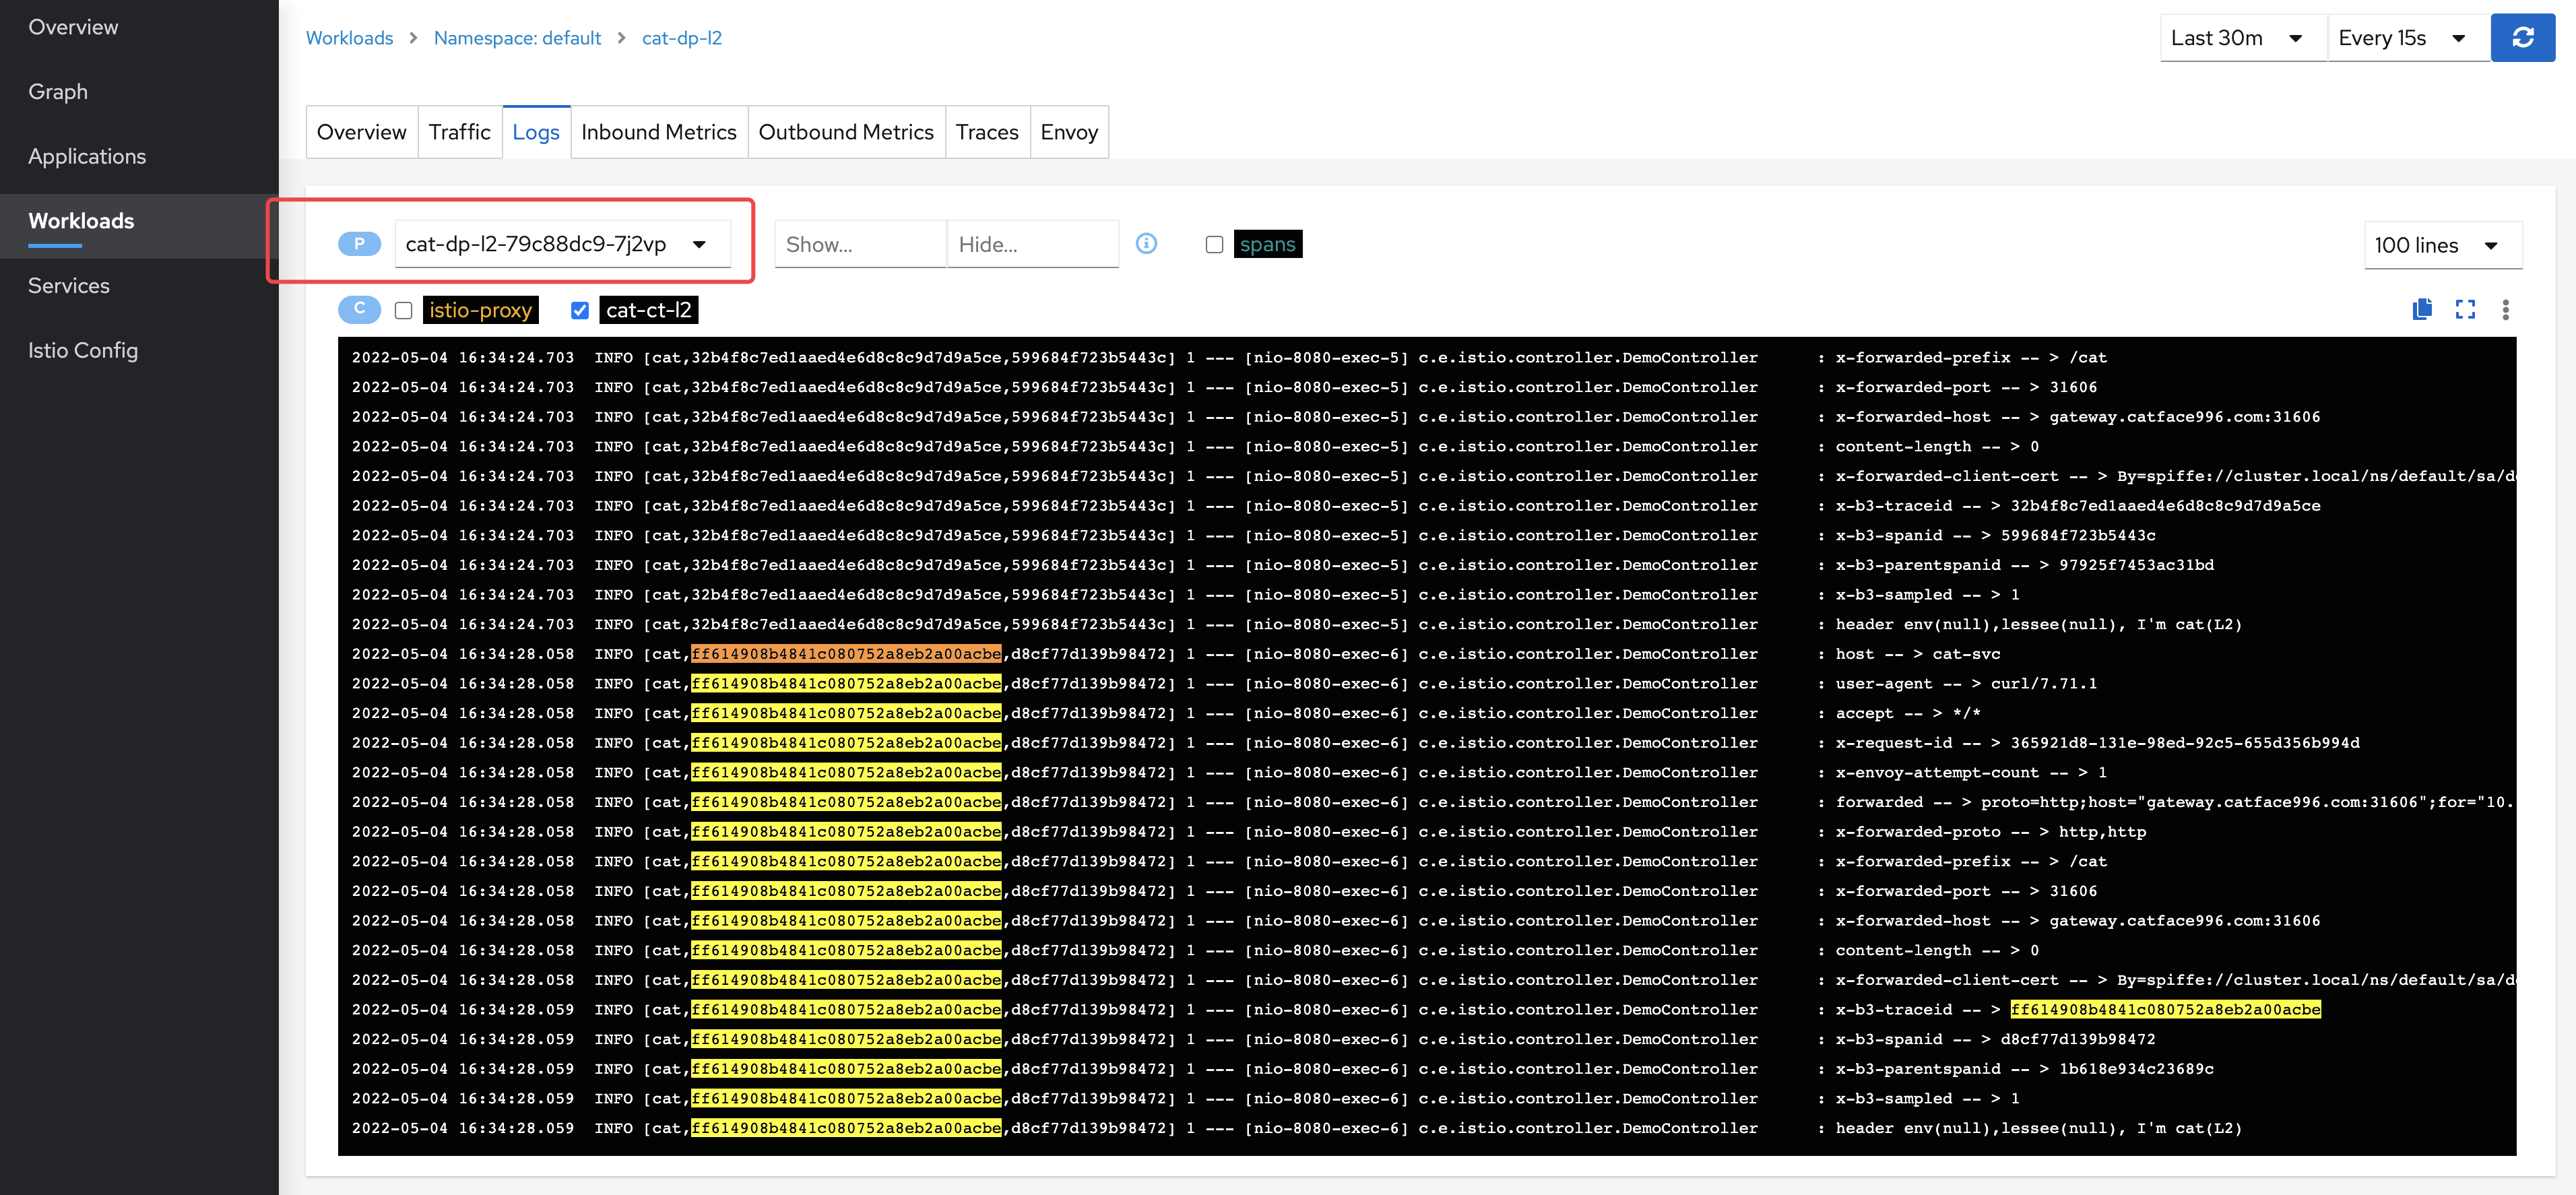 Overview
Graph
Applications
Workloads
Services
Istio Config
Workloads > Namespace: default > cat-dp-l2
Last 30m Every 15s
Overview Traffic Logs Inbound Metrics Outbound Metrics Traces Envoy
P cat-dp-l2-79c88dc9-7j2vp Show... Hide... spans 100 lines
C istio-proxy cat-ct-l2
2022-05-04 16:34:24.703 INFO [cat,32b4f8c7ed1aaed4e6d8c8c9d7d9a5ce,599684f723b5443c] 1 --- [nio-8080-exec-5] c.e.istio.controller.DemoController : x-forwarded-prefix -- > /cat
2022-05-04 16:34:24.703 INFO [cat,32b4f8c7ed1aaed4e6d8c8c9d7d9a5ce,599684f723b5443c] 1 --- [nio-8080-exec-5] c.e.istio.controller.DemoController : x-forwarded-port -- > 31606
2022-05-04 16:34:24.703 INFO [cat,32b4f8c7ed1aaed4e6d8c8c9d7d9a5ce,599684f723b5443c] 1 --- [nio-8080-exec-5] c.e.istio.controller.DemoController : x-forwarded-host -- > gateway.catface996.com:31606
2022-05-04 16:34:24.703 INFO [cat,32b4f8c7ed1aaed4e6d8c8c9d7d9a5ce,599684f723b5443c] 1 --- [nio-8080-exec-5] c.e.istio.controller.DemoController : content-length -- > 0
2022-05-04 16:34:24.703 INFO [cat,32b4f8c7ed1aaed4e6d8c8c9d7d9a5ce,599684f723b5443c] 1 --- [nio-8080-exec-5] c.e.istio.controller.DemoController : x-forwarded-client-cert -- > By=spiffe://cluster.local/ns/default/sa/de
2022-05-04 16:34:24.703 INFO [cat,32b4f8c7ed1aaed4e6d8c8c9d7d9a5ce,599684f723b5443c] 1 --- [nio-8080-exec-5] c.e.istio.controller.DemoController : x-b3-traceid -- > 32b4f8c7ed1aaed4e6d8c8c9d7d9a5ce
2022-05-04 16:34:24.703 INFO [cat,32b4f8c7ed1aaed4e6d8c8c9d7d9a5ce,599684f723b5443c] 1 --- [nio-8080-exec-5] c.e.istio.controller.DemoController : x-b3-spanid -- > 599684f723b5443c
2022-05-04 16:34:24.703 INFO [cat,32b4f8c7ed1aaed4e6d8c8c9d7d9a5ce,599684f723b5443c] 1 --- [nio-8080-exec-5] c.e.istio.controller.DemoController : x-b3-parentspanid -- > 97925f7453ac31bd
2022-05-04 16:34:24.703 INFO [cat,32b4f8c7ed1aaed4e6d8c8c9d7d9a5ce,599684f723b5443c] 1 --- [nio-8080-exec-5] c.e.istio.controller.DemoController : x-b3-sampled -- > 1
2022-05-04 16:34:24.703 INFO [cat,32b4f8c7ed1aaed4e6d8c8c9d7d9a5ce,599684f723b5443c] 1 --- [nio-8080-exec-5] c.e.istio.controller.DemoController : header env(null),lessee(null), I'm cat(L2)
2022-05-04 16:34:28.058 INFO [cat,ff614908b4841c080752a8eb2a00acbe,d8cf77d139b98472] 1 --- [nio-8080-exec-6] c.e.istio.controller.DemoController : host -- > cat-svc
2022-05-04 16:34:28.058 INFO [cat,ff614908b4841c080752a8eb2a00acbe,d8cf77d139b98472] 1 --- [nio-8080-exec-6] c.e.istio.controller.DemoController : user-agent -- > curl/7.71.1
2022-05-04 16:34:28.058 INFO [cat,ff614908b4841c080752a8eb2a00acbe,d8cf77d139b98472] 1 --- [nio-8080-exec-6] c.e.istio.controller.DemoController : accept -- > */*
2022-05-04 16:34:28.058 INFO [cat,ff614908b4841c080752a8eb2a00acbe,d8cf77d139b98472] 1 --- [nio-8080-exec-6] c.e.istio.controller.DemoController : x-request-id -- > 365921d8-131e-98ed-92c5-655d356b994d
2022-05-04 16:34:28.058 INFO [cat,ff614908b4841c080752a8eb2a00acbe,d8cf77d139b98472] 1 --- [nio-8080-exec-6] c.e.istio.controller.DemoController : x-envoy-attempt-count -- > 1
2022-05-04 16:34:28.058 INFO [cat,ff614908b4841c080752a8eb2a00acbe,d8cf77d139b98472] 1 --- [nio-8080-exec-6] c.e.istio.controller.DemoController : forwarded -- > proto=http;host="gateway.catface996.com:31606";for="10.
2022-05-04 16:34:28.058 INFO [cat,ff614908b4841c080752a8eb2a00acbe,d8cf77d139b98472] 1 --- [nio-8080-exec-6] c.e.istio.controller.DemoController : x-forwarded-proto -- > http,http
2022-05-04 16:34:28.058 INFO [cat,ff614908b4841c080752a8eb2a00acbe,d8cf77d139b98472] 1 --- [nio-8080-exec-6] c.e.istio.controller.DemoController : x-forwarded-prefix -- > /cat
2022-05-04 16:34:28.058 INFO [cat,ff614908b4841c080752a8eb2a00acbe,d8cf77d139b98472] 1 --- [nio-8080-exec-6] c.e.istio.controller.DemoController : x-forwarded-port -- > 31606
2022-05-04 16:34:28.058 INFO [cat,ff614908b4841c080752a8eb2a00acbe,d8cf77d139b98472] 1 --- [nio-8080-exec-6] c.e.istio.controller.DemoController : x-forwarded-host -- > gateway.catface996.com:31606
2022-05-04 16:34:28.058 INFO [cat,ff614908b4841c080752a8eb2a00acbe,d8cf77d139b98472] 1 --- [nio-8080-exec-6] c.e.istio.controller.DemoController : content-length -- > 0
2022-05-04 16:34:28.058 INFO [cat,ff614908b4841c080752a8eb2a00acbe,d8cf77d139b98472] 1 --- [nio-8080-exec-6] c.e.istio.controller.DemoController : x-forwarded-client-cert -- > By=spiffe://cluster.local/ns/default/sa/de
2022-05-04 16:34:28.059 INFO [cat,ff614908b4841c080752a8eb2a00acbe,d8cf77d139b98472] 1 --- [nio-8080-exec-6] c.e.istio.controller.DemoController : x-b3-traceid -- > ff614908b4841c080752a8eb2a00acbe
2022-05-04 16:34:28.059 INFO [cat,ff614908b4841c080752a8eb2a00acbe,d8cf77d139b98472] 1 --- [nio-8080-exec-6] c.e.istio.controller.DemoController : x-b3-spanid -- > d8cf77d139b98472
2022-05-04 16:34:28.059 INFO [cat,ff614908b4841c080752a8eb2a00acbe,d8cf77d139b98472] 1 --- [nio-8080-exec-6] c.e.istio.controller.DemoController : x-b3-parentspanid -- > 1b618e934c23689c
2022-05-04 16:34:28.059 INFO [cat,ff614908b4841c080752a8eb2a00acbe,d8cf77d139b98472] 1 --- [nio-8080-exec-6] c.e.istio.controller.DemoController : x-b3-sampled -- > 1
2022-05-04 16:34:28.059 INFO [cat,ff614908b4841c080752a8eb2a00acbe,d8cf77d139b98472] 1 --- [nio-8080-exec-6] c.e.istio.controller.DemoController : header env(null),lessee(null), I'm cat(L2)